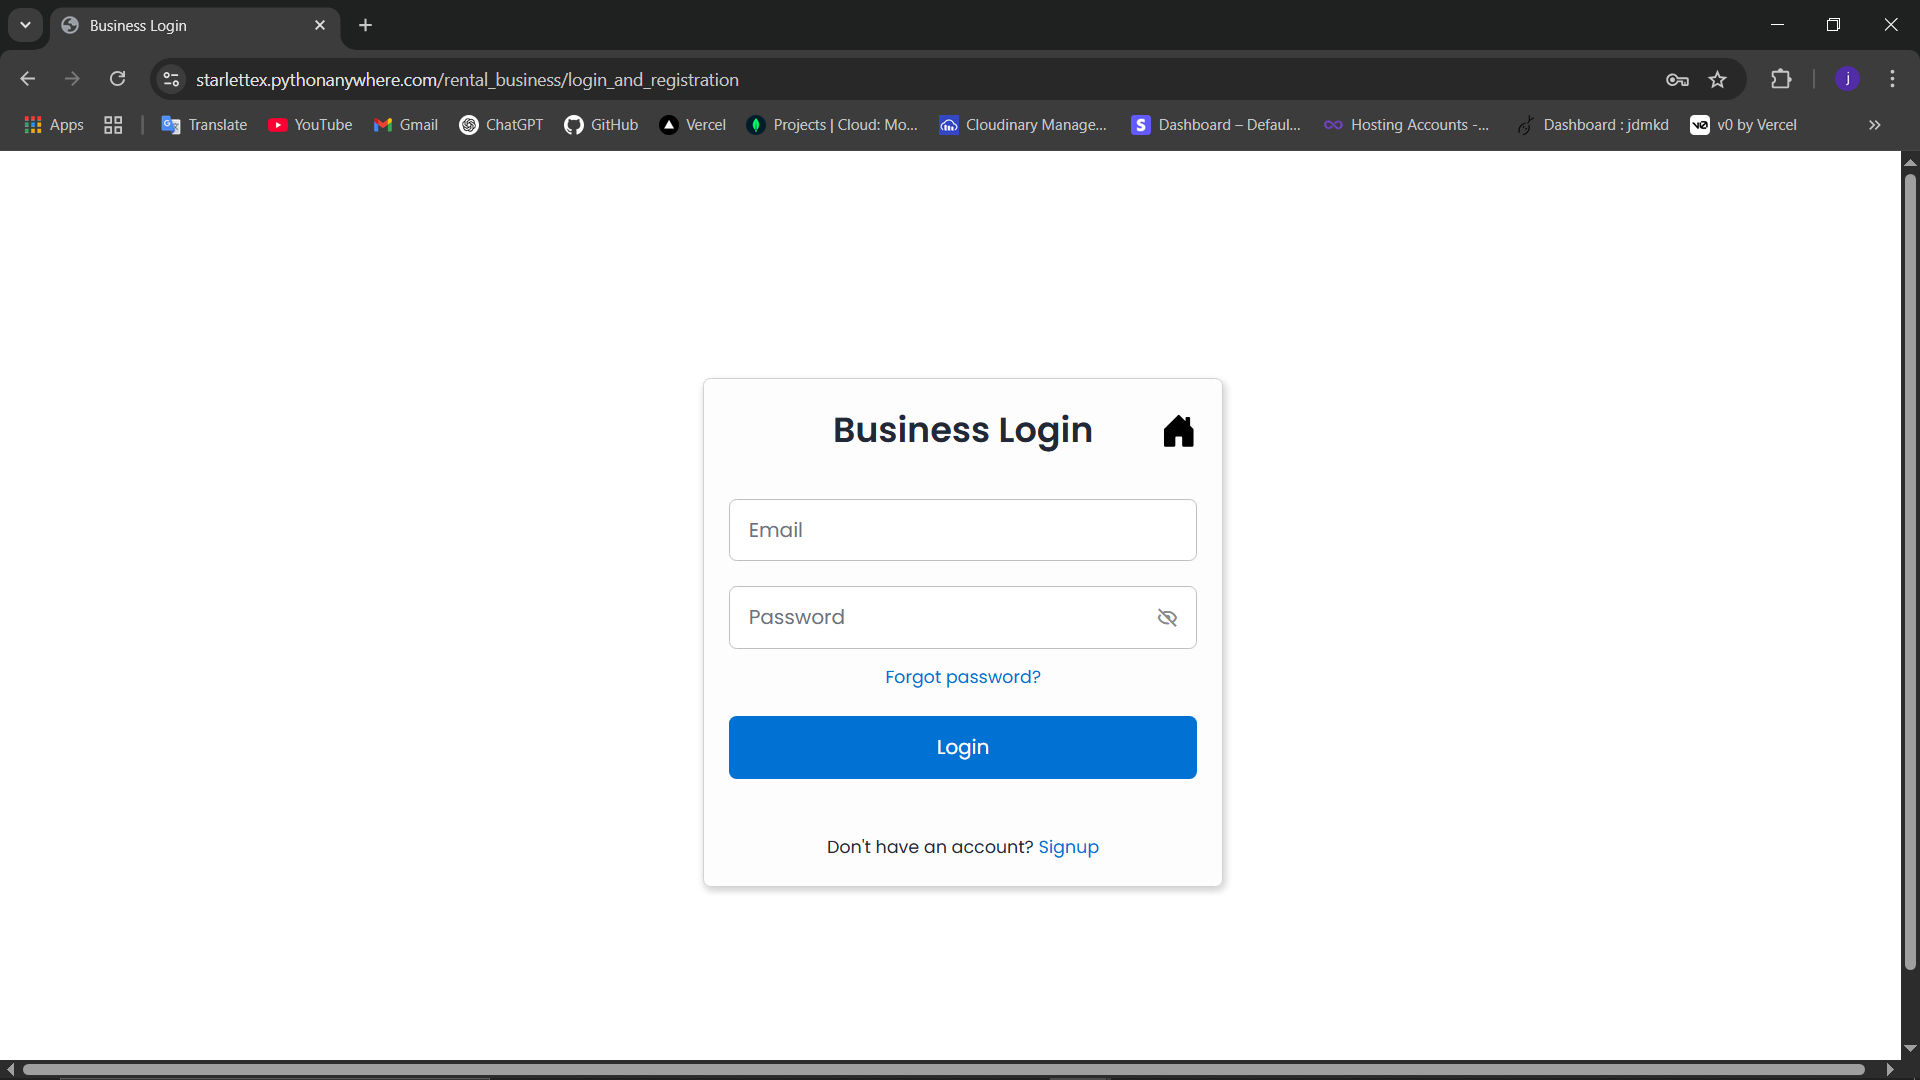 Business Login
starlettex.pythonanywhere.com/rental_business/login_and_registration
j
Apps Translate YouTube Gmail ChatGPT GitHub Vercel Projects | Cloud: Mo... Cloudinary Manage... S Dashboard – Defaul... Hosting Accounts -... Dashboard : jdmkd v0 v0 by Vercel
Business Login
Email
Password
Forgot password?
Login
Don't have an account? Signup